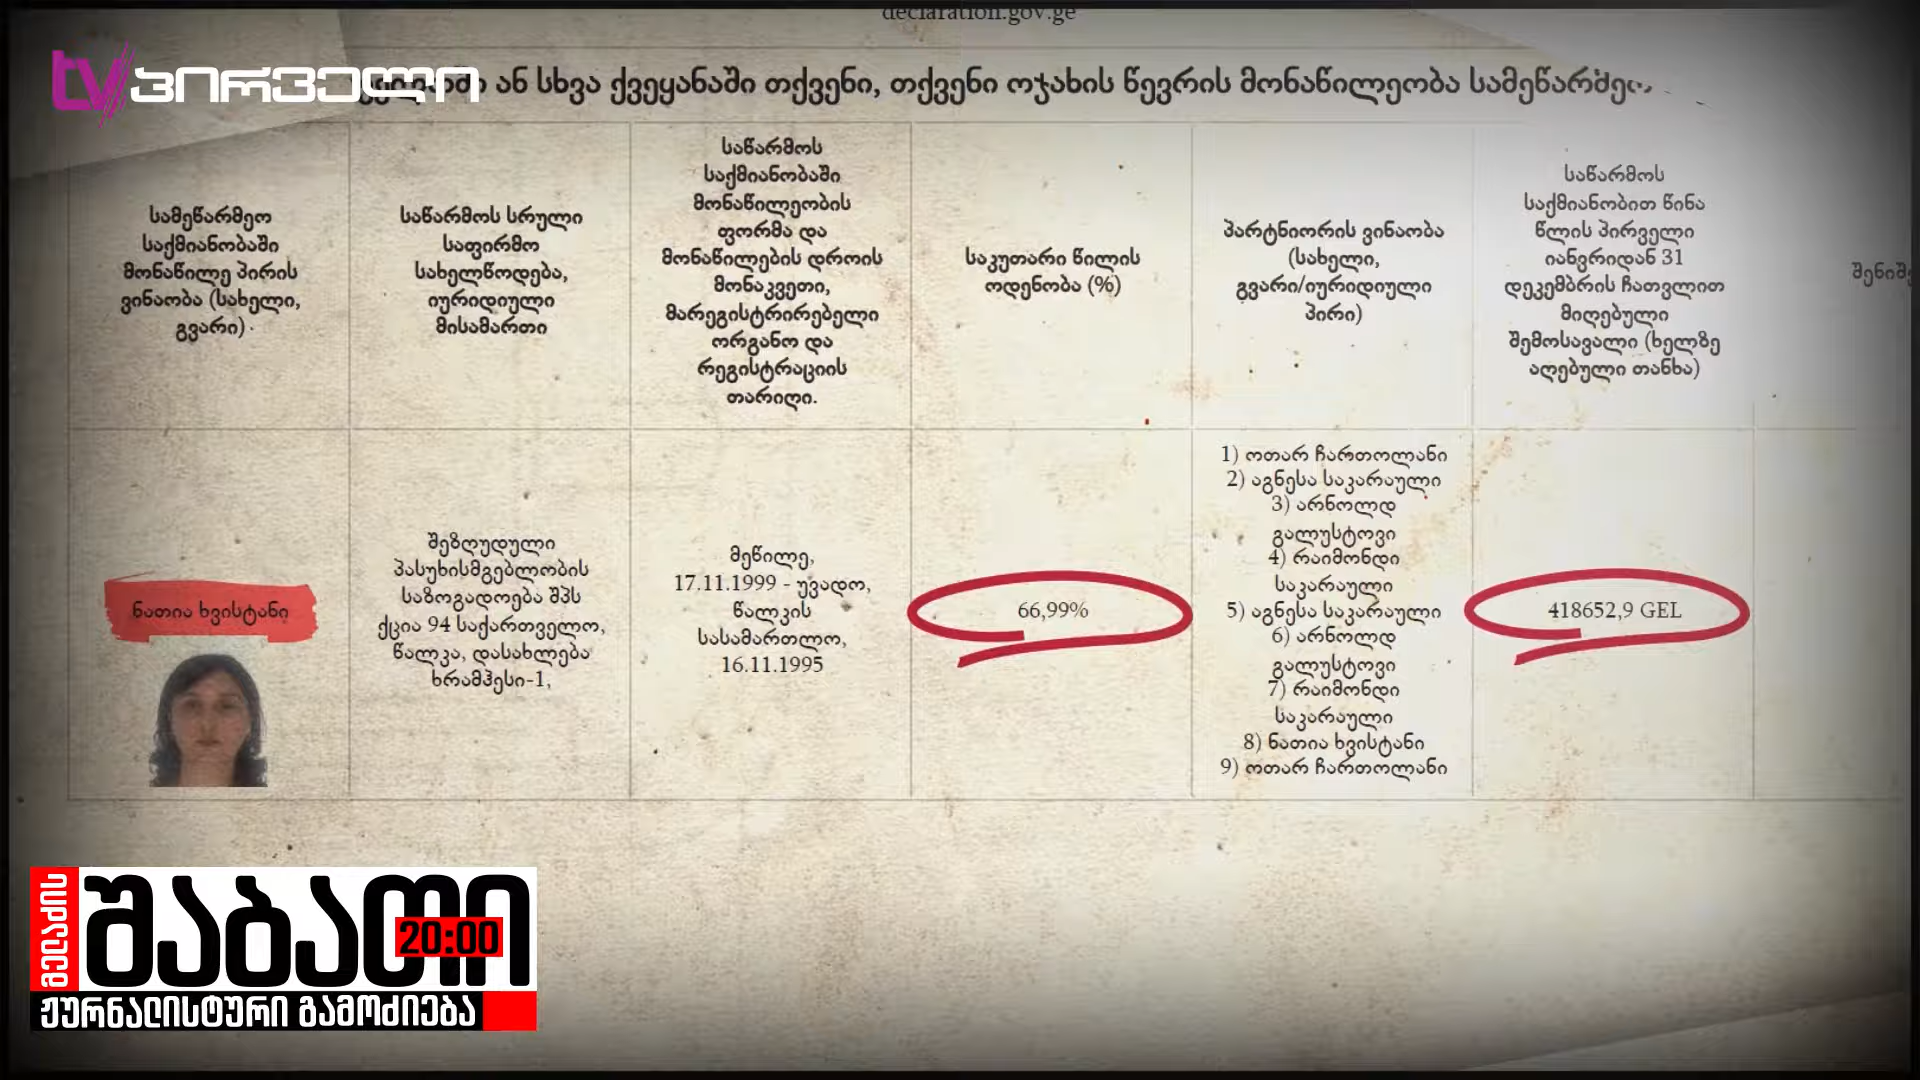 declaration.gov.ge
tv პირველი
ან სხვა ქვეყანაში თქვენი, თქვენი ოჯახის წევრის მონაწილეობა
სამეწარმეო
საქმიანობაში
მონაწილე პირის
ვინაობა (სახელი,
გვარი)
საწარმოს სრული
საფირმო
სახელწოდება,
იურიდიული
მისამართი
საწარმოს
საქმიანობაში
მონაწილეობის
ფორმა და
მონაწილების დროის
მონაკვეთი,
მარეგისტრირებელი
ორგანო და
რეგისტრაციის
თარიღი.
საკუთარი წილის
ოდენობა (%)
პარტნიორის ვინაობა
(სახელი,
გვარი/იურიდიული
პირი)
საწარმოს
საქმიანობით წინა
წლის პირველი
იანვრიდან 31
დეკემბრის ჩათვლით
მიღებული
შემოსავალი (ხელზე
აღებული თანხა)
ნათია ხვისტანი
შეზღუდული
პასუხისმგებლობის
საზოგადოება შპს
ქცია 94 საქართველო,
წალკა, დასახლება
ხრამჰესი-1,
მეწილე,
17.11.1999 - უვადო,
წალკის
სასამართლო,
16.11.1995
66,99%
1) ოთარ ჩართოლანი
2) აგნესა საკარაული
3) არნოლდ
გალუსტოვი
4) რაიმონდი
საკარაული
5) აგნესა საკარაული
6) არნოლდ
გალუსტოვი
7) რაიმონდი
საკარაული
8) ნათია ხვისტანი
9) ოთარ ჩართოლანი
418652,9 GEL
მელაძის
შაბათი
20:00
ჟურნალისტური გამოძიება